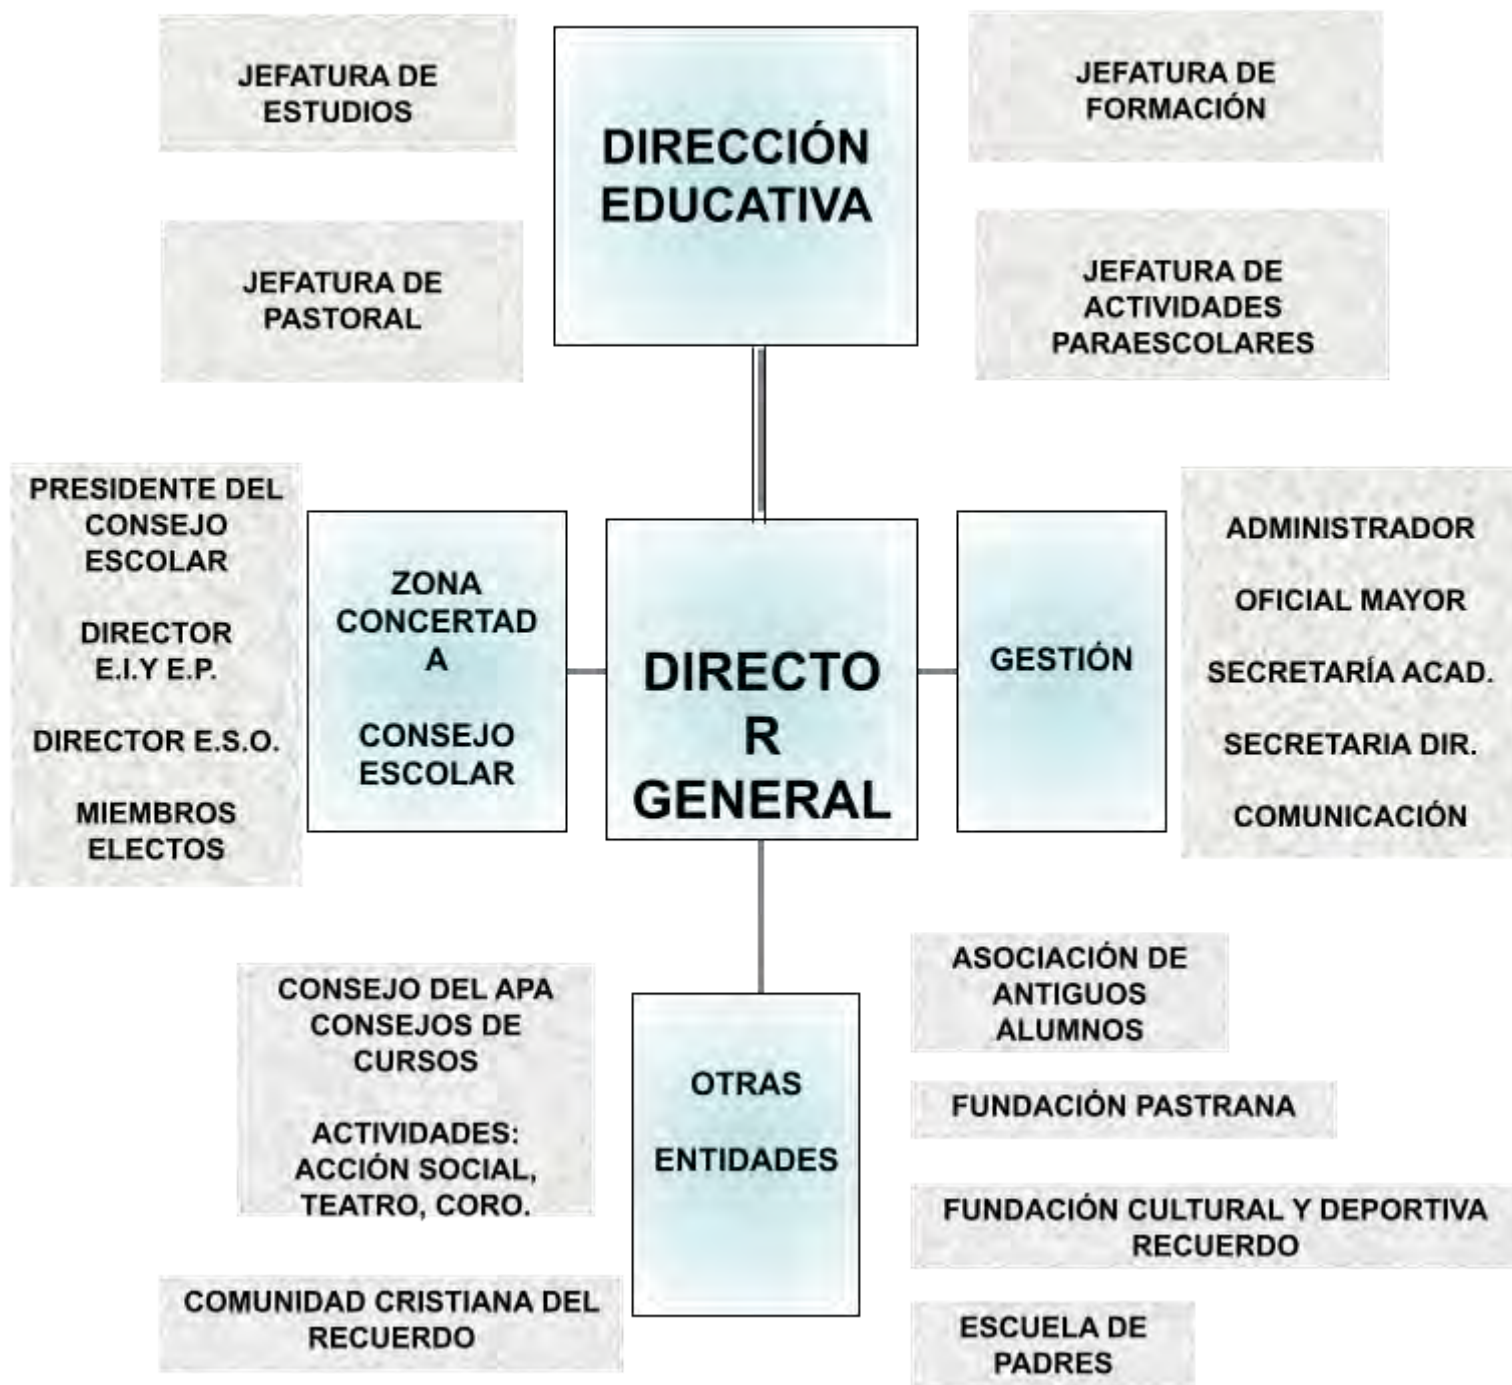 JEFATURA DE
ESTUDIOS
DIRECCIÓN
EDUCATIVA
JEFATURA DE
FORMACIÓN
JEFATURA DE
PASTORAL
JEFATURA DE
ACTIVIDADES
PARAESCOLARES
PRESIDENTE DEL
CONSEJO
ESCOLAR
DIRECTOR
E.I.Y E.P.
DIRECTOR E.S.O.
MIEMBROS
ELECTOS
ZONA
CONCERTAD
A
CONSEJO
ESCOLAR
DIRECTO
R
GENERAL
GESTIÓN
ADMINISTRADOR
OFICIAL MAYOR
SECRETARÍA ACAD.
SECRETARIA DIR.
COMUNICACIÓN
CONSEJO DEL APA
CONSEJOS DE
CURSOS
ACTIVIDADES:
ACCIÓN SOCIAL,
TEATRO, CORO.
COMUNIDAD CRISTIANA DEL
RECUERDO
OTRAS
ENTIDADES
ASOCIACIÓN DE
ANTIGUOS
ALUMNOS
FUNDACIÓN PASTRANA
FUNDACIÓN CULTURAL Y DEPORTIVA
RECUERDO
ESCUELA DE
PADRES